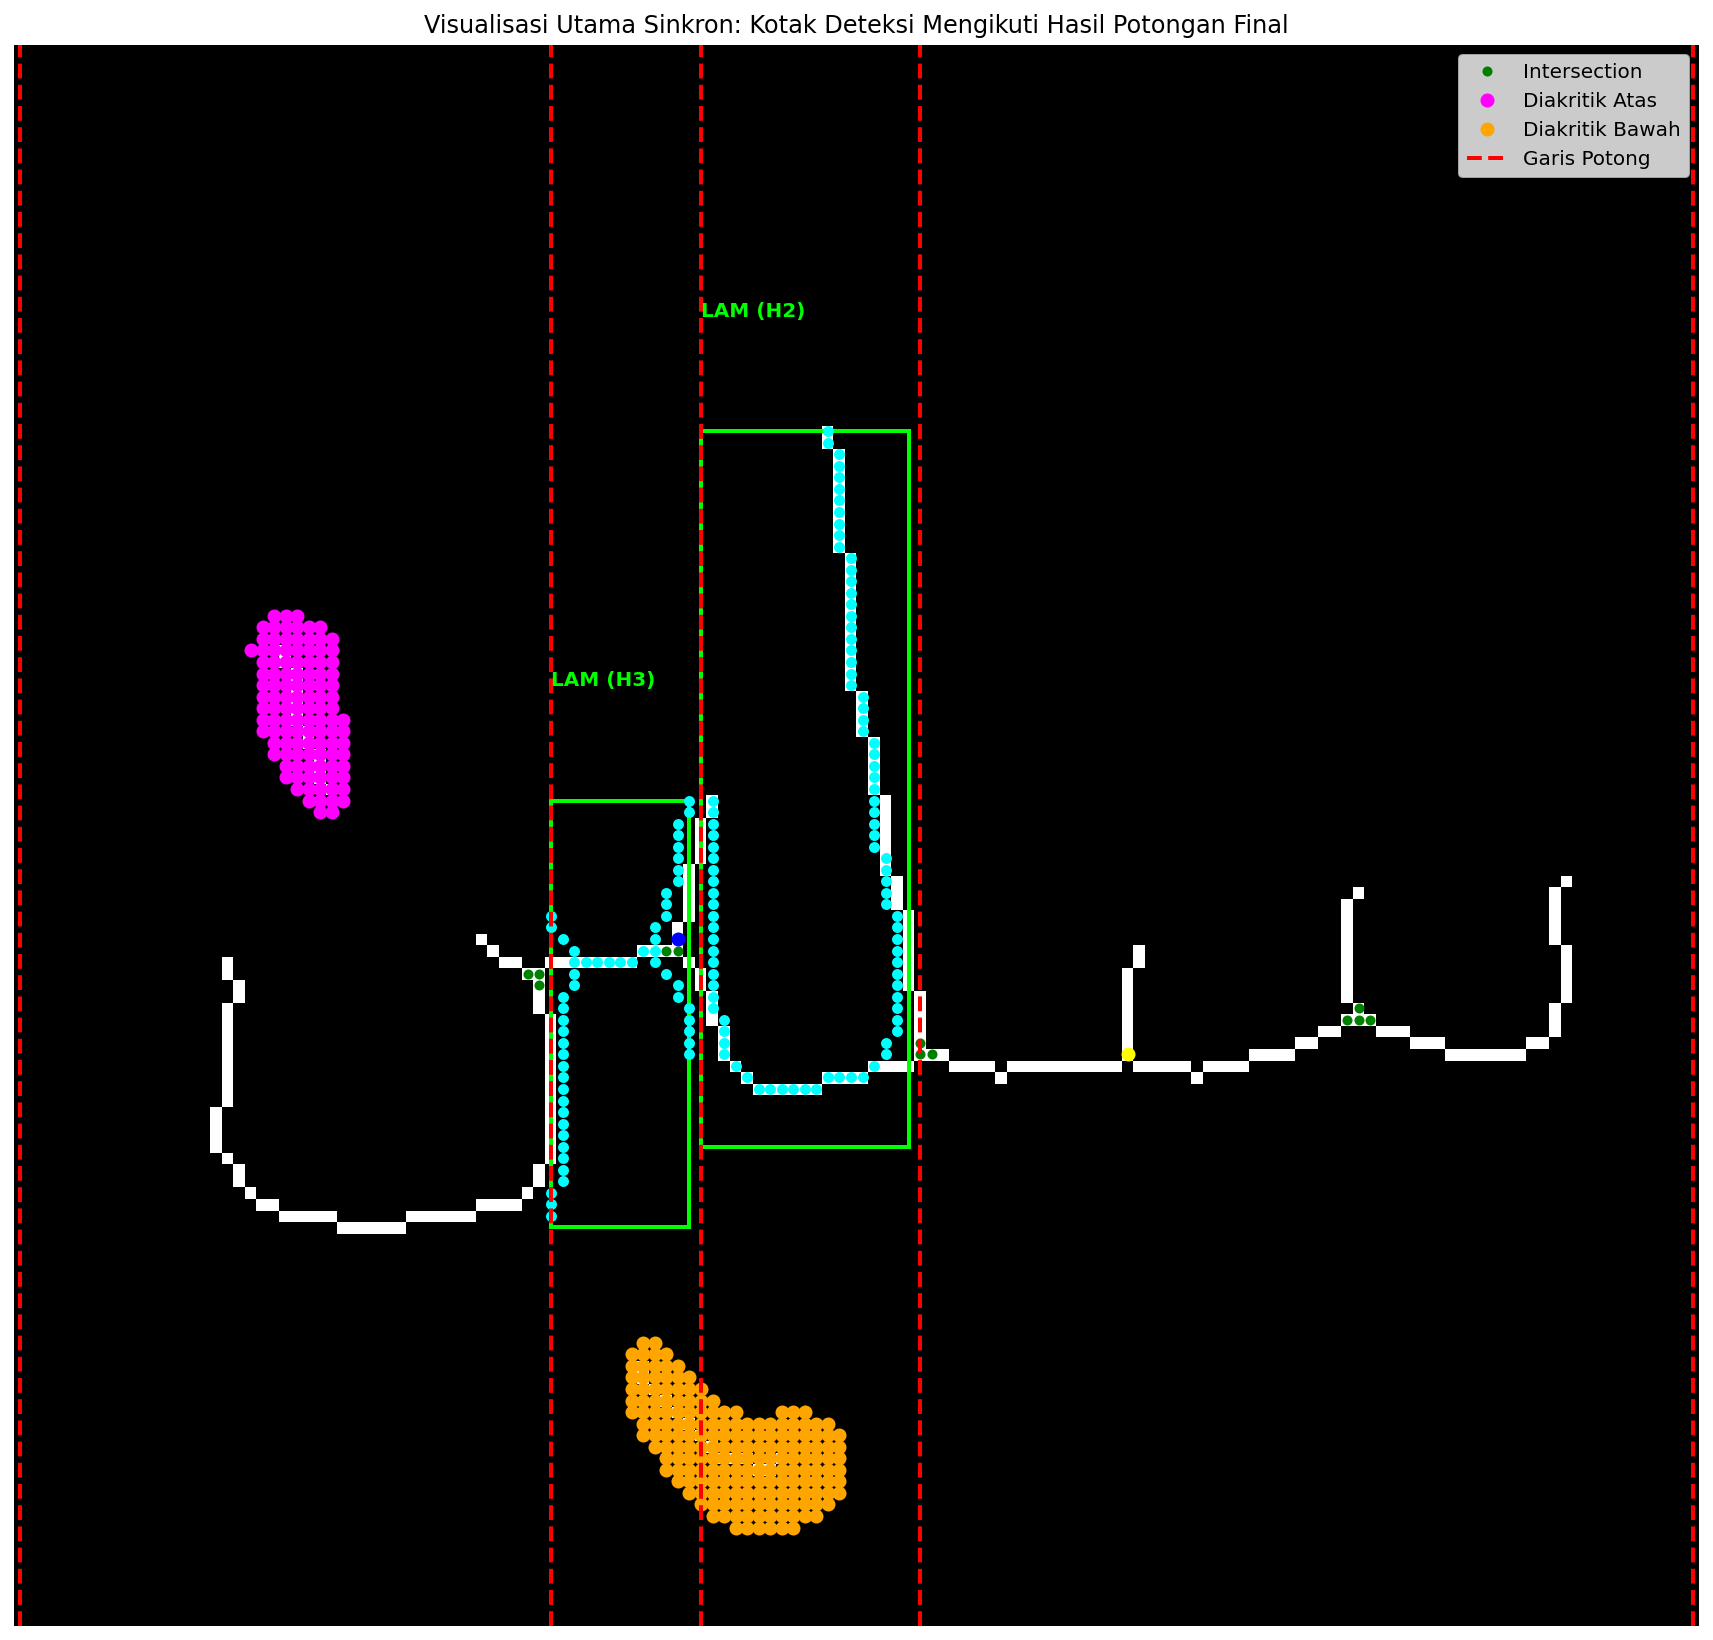 Visualisasi Utama Sinkron: Kotak Deteksi Mengikuti Hasil Potongan Final
Intersection
Diakritik Atas
Diakritik Bawah
Garis Potong
LAM (H2)
LAM (H3)